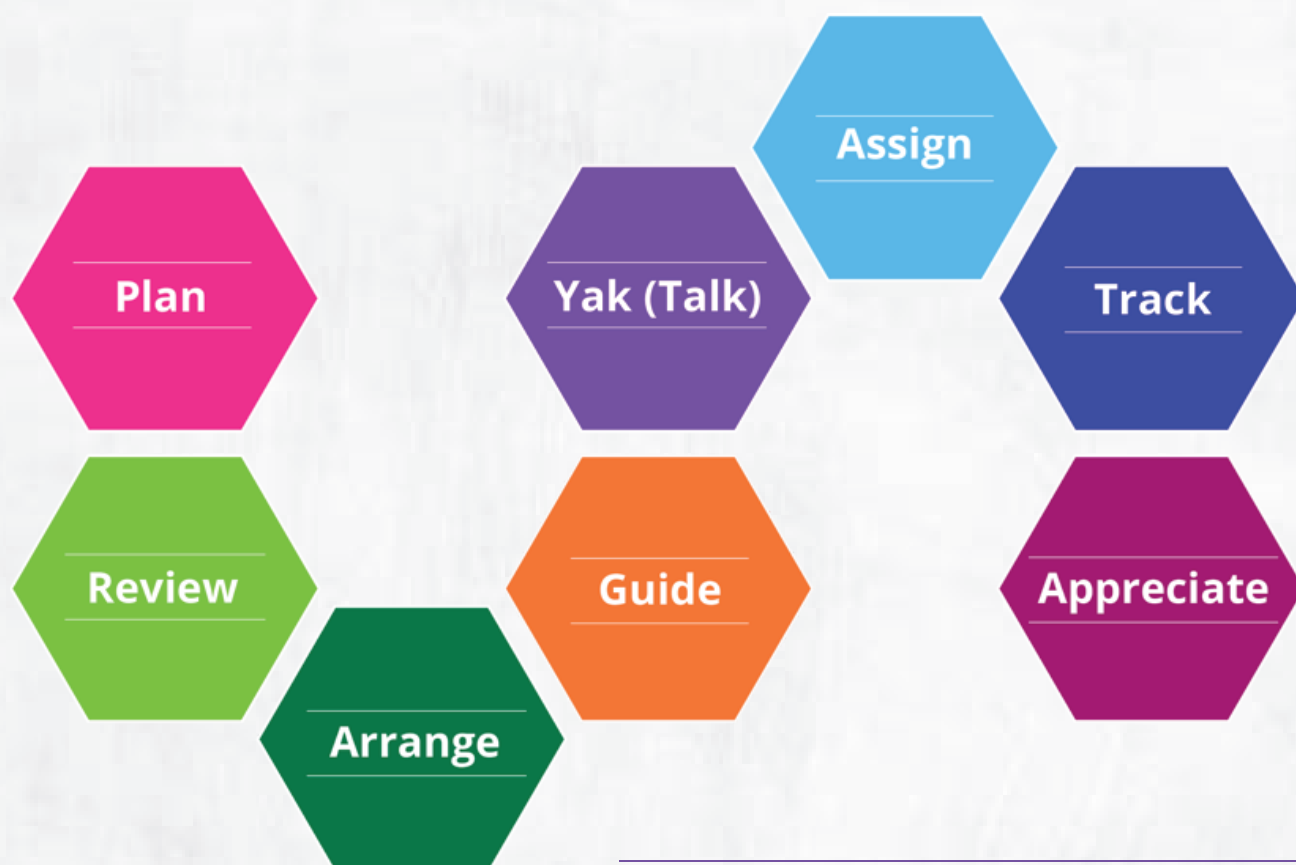 Assign
Plan
Yak (Talk)
Track
Review
Guide
Appreciate
Arrange